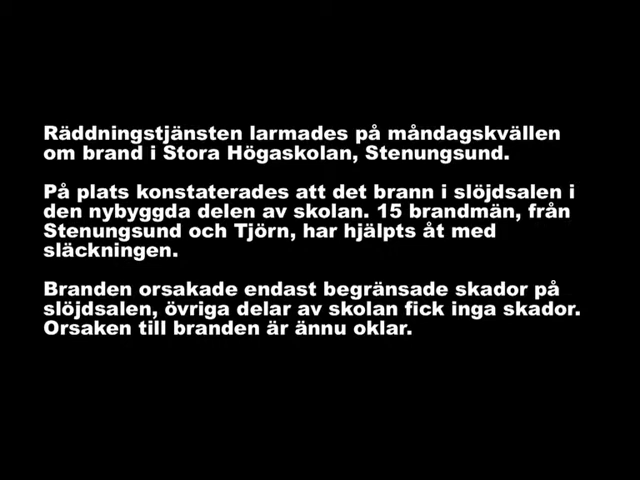 Räddningstjänsten larmades på måndagskvällen
om brand i Stora Högaskolan, Stenungsund.
På plats konstaterades att det brann i slöjdsalen i
den nybyggda delen av skolan. 15 brandmän, från
Stenungsund och Tjörn, har hjälpts åt med
släckningen.
Branden orsakade endast begränsade skador på
slöjdsalen, övriga delar av skolan fick inga skador.
Orsaken till branden är ännu oklar.